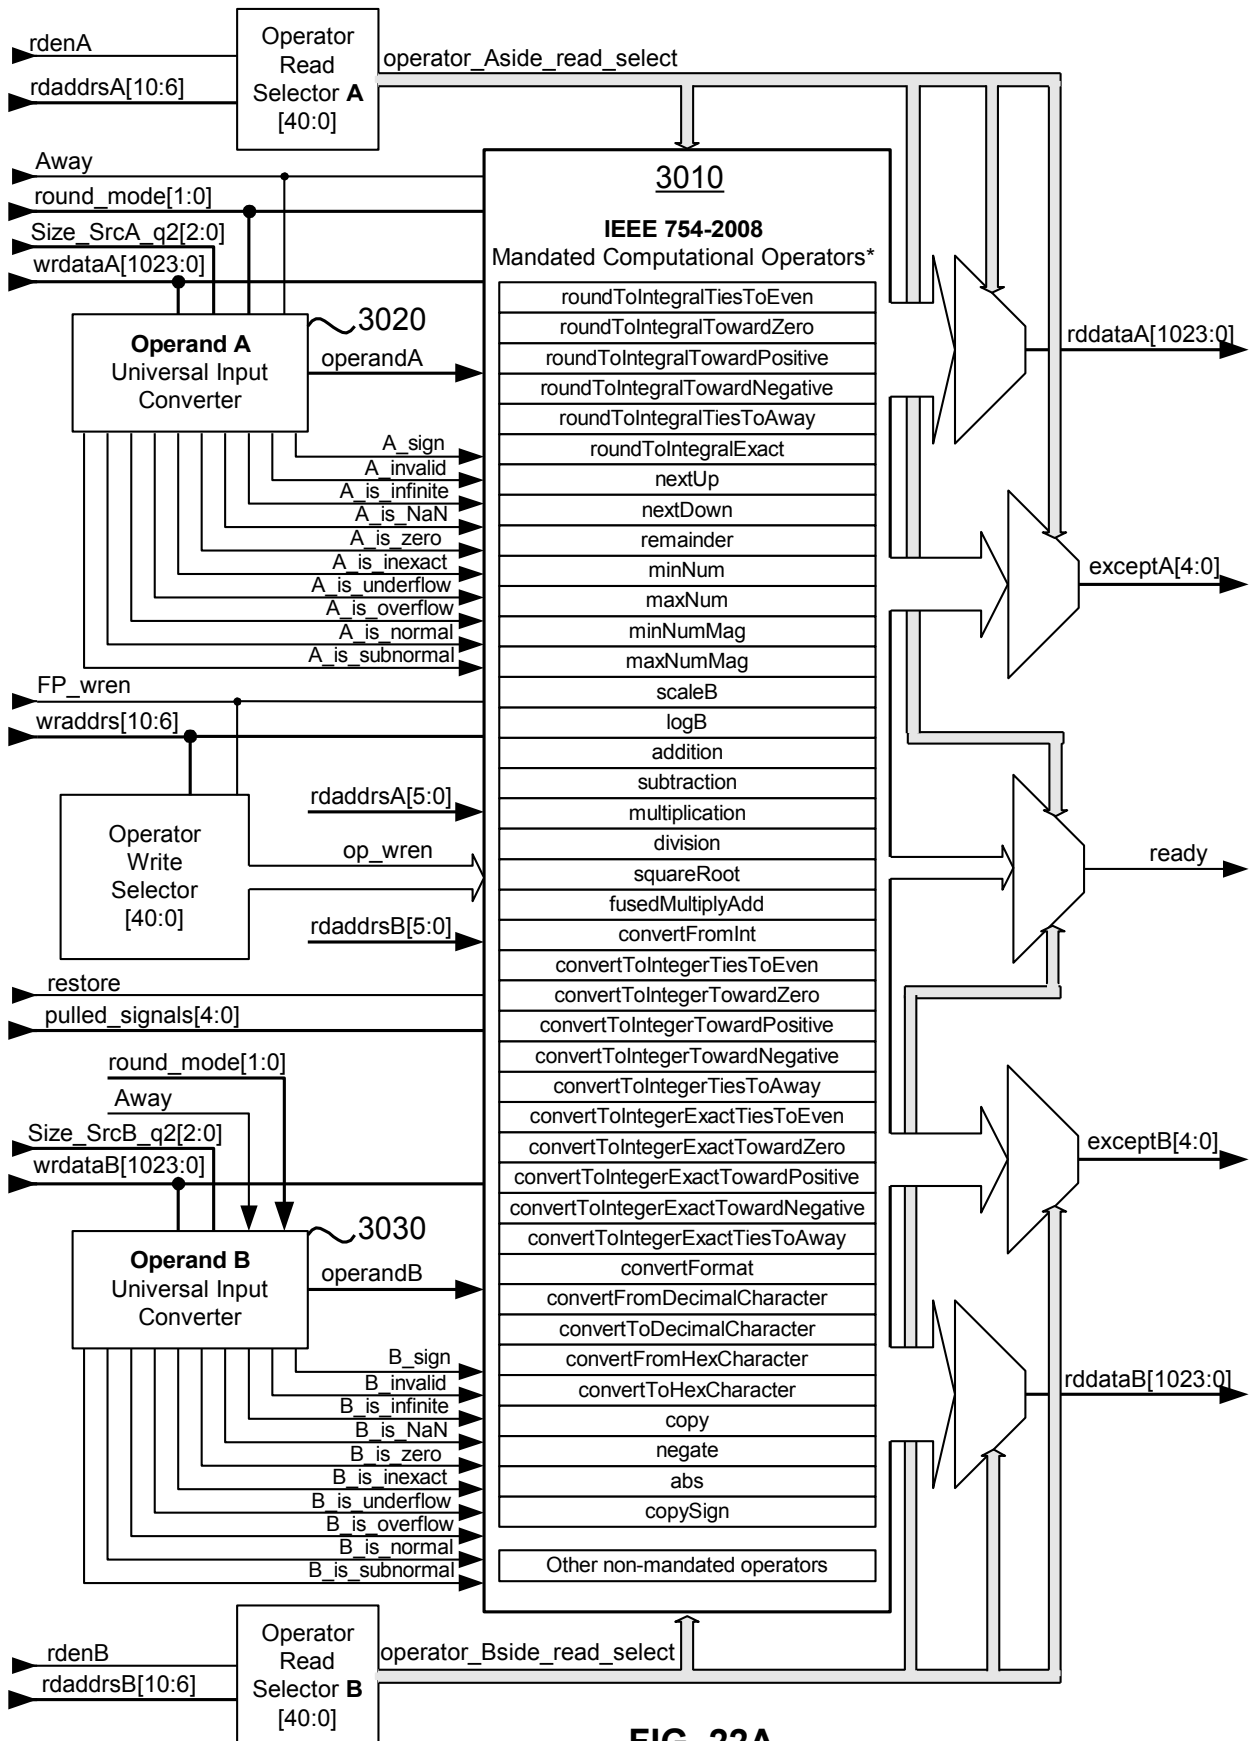 rdenA
rdaddrsA[10:6]
Operator
Read
Selector A
[40:0]
operator_Aside_read_select
Away
round_mode[1:0]
Size_SrcA_q2[2:0]
wrdataA[1023:0]
Operand A
Universal Input
Converter
3020
operandA
A_sign
A_invalid
A_is_infinite
A_is_NaN
A_is_zero
A_is_inexact
A_is_underflow
A_is_overflow
A_is_normal
A_is_subnormal
FP_wren
wraddrs[10:6]
Operator
Write
Selector
[40:0]
rdaddrsA[5:0]
op_wren
rdaddrsB[5:0]
restore
pulled_signals[4:0]
round_mode[1:0]
Away
Size_SrcB_q2[2:0]
wrdataB[1023:0]
Operand B
Universal Input
Converter
3030
operandB
B_sign
B_invalid
B_is_infinite
B_is_NaN
B_is_zero
B_is_inexact
B_is_underflow
B_is_overflow
B_is_normal
B_is_subnormal
rdenB
rdaddrsB[10:6]
Operator
Read
Selector B
[40:0]
operator_Bside_read_select
3010
IEEE 754-2008
Mandated Computational Operators*
roundToIntegralTiesToEven
roundToIntegralTowardZero
roundToIntegralTowardPositive
roundToIntegralTowardNegative
roundToIntegralTiesToAway
roundToIntegralExact
nextUp
nextDown
remainder
minNum
maxNum
minNumMag
maxNumMag
scaleB
logB
addition
subtraction
multiplication
division
squareRoot
fusedMultiplyAdd
convertFromInt
convertToIntegerTiesToEven
convertToIntegerTowardZero
convertToIntegerTowardPositive
convertToIntegerTowardNegative
convertToIntegerTiesToAway
convertToIntegerExactTiesToEven
convertToIntegerExactTowardZero
convertToIntegerExactTowardPositive
convertToIntegerExactTowardNegative
convertToIntegerExactTiesToAway
convertFormat
convertFromDecimalCharacter
convertToDecimalCharacter
convertFromHexCharacter
convertToHexCharacter
copy
negate
abs
copySign
Other non-mandated operators
rddataA[1023:0]
exceptA[4:0]
ready
exceptB[4:0]
rddataB[1023:0]
FIG. 22A